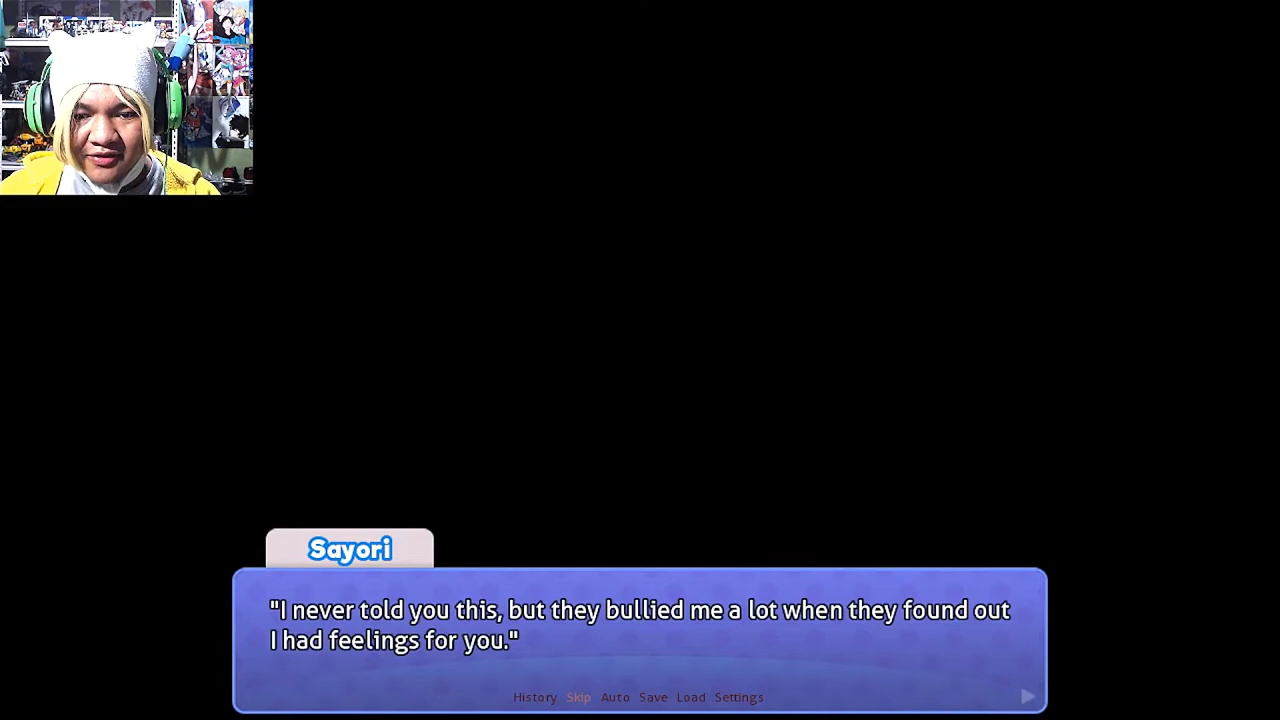 Sayori
"I never told you this, but they bullied me a lot when they found out
I had feelings for you."
History Skip Auto Save Load Settings